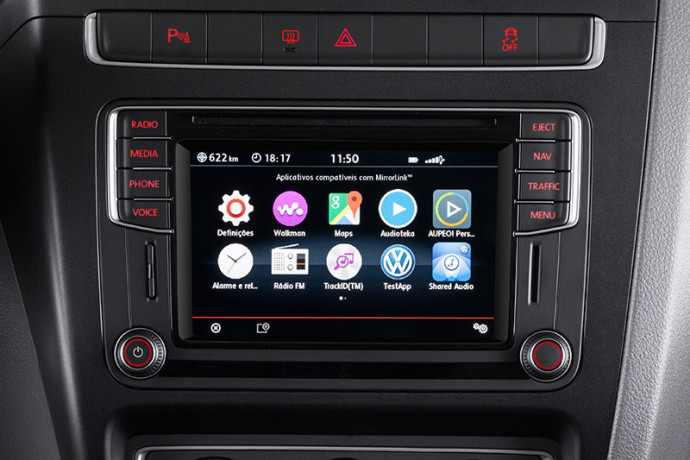 P
OFF
RADIO
MEDIA
PHONE
VOICE
EJECT
NAV
TRAFFIC
MENU
622 km 18:17 11:50
Aplicativos compatíveis com MirrorLink™
Definições Walkman Maps Audioteka AUPEO! Pers...
Alarme e rel... Rádio FM TrackID(TM) TestApp Shared Audio